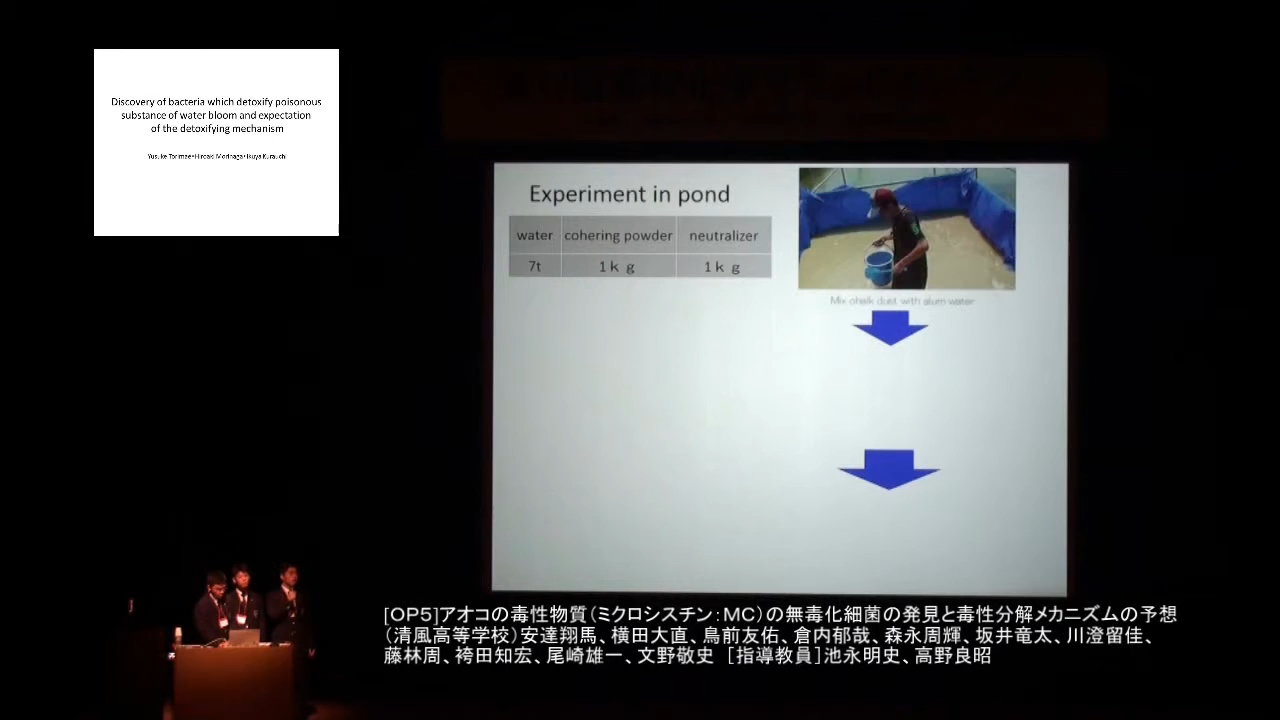 Discovery of bacteria which detoxify poisonous
substance of water bloom and expectation
of the detoxifying mechanism
Yusuke Torimae・Hiroaki Morinaga・Ikuya Kurauchi
Experiment in pond
water cohering powder neutralizer
7t 1ｋｇ 1ｋｇ
Mix chalk dust with alum water
[OP5]アオコの毒性物質（ミクロシスチン：MC）の無毒化細菌の発見と毒性分解メカニズムの予想
（清風高等学校）安達翔馬、横田大直、鳥前友佑、倉内郁哉、森永周輝、坂井竜太、川澄留佳、
藤林周、袴田知宏、尾崎雄一、文野敬史 ［指導教員］池永明史、高野良昭